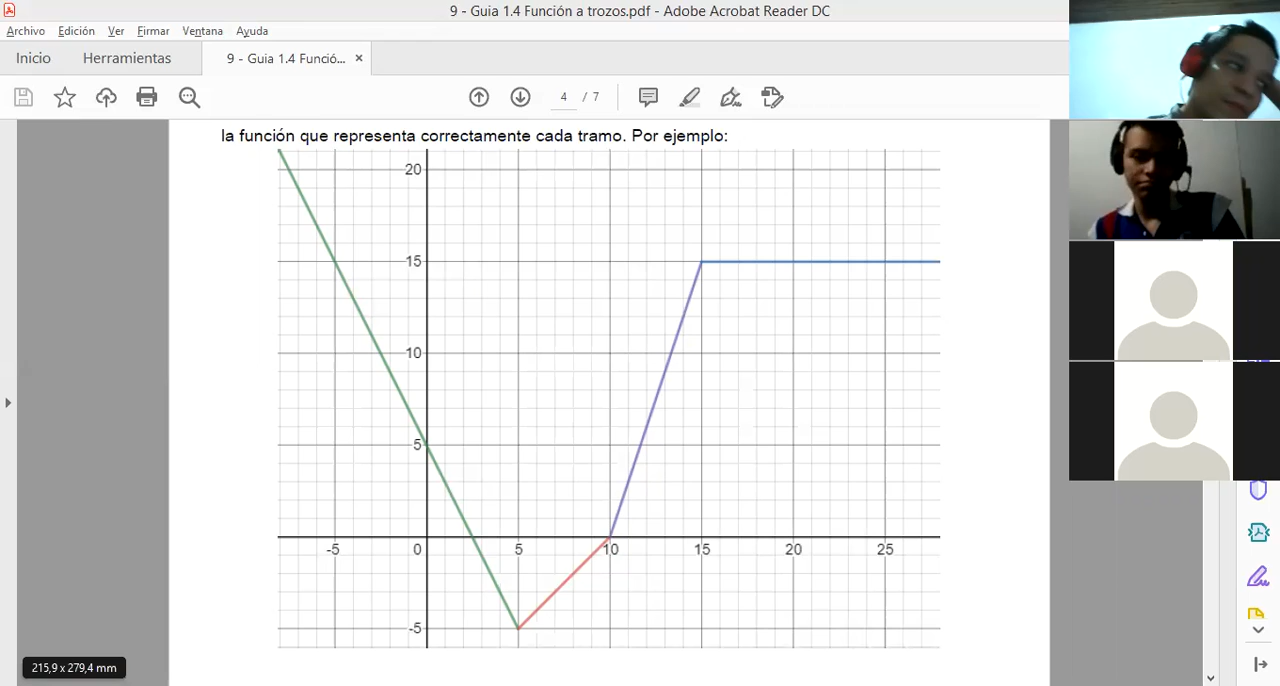 9 - Guia 1.4 Función a trozos.pdf - Adobe Acrobat Reader DC
Archivo Edición Ver Firmar Ventana Ayuda
Inicio Herramientas 9 - Guia 1.4 Funció... ×
4 / 7
la función que representa correctamente cada tramo. Por ejemplo:
20
15
10
5
-5 0 5 10 15 20 25
-5
215,9 x 279,4 mm